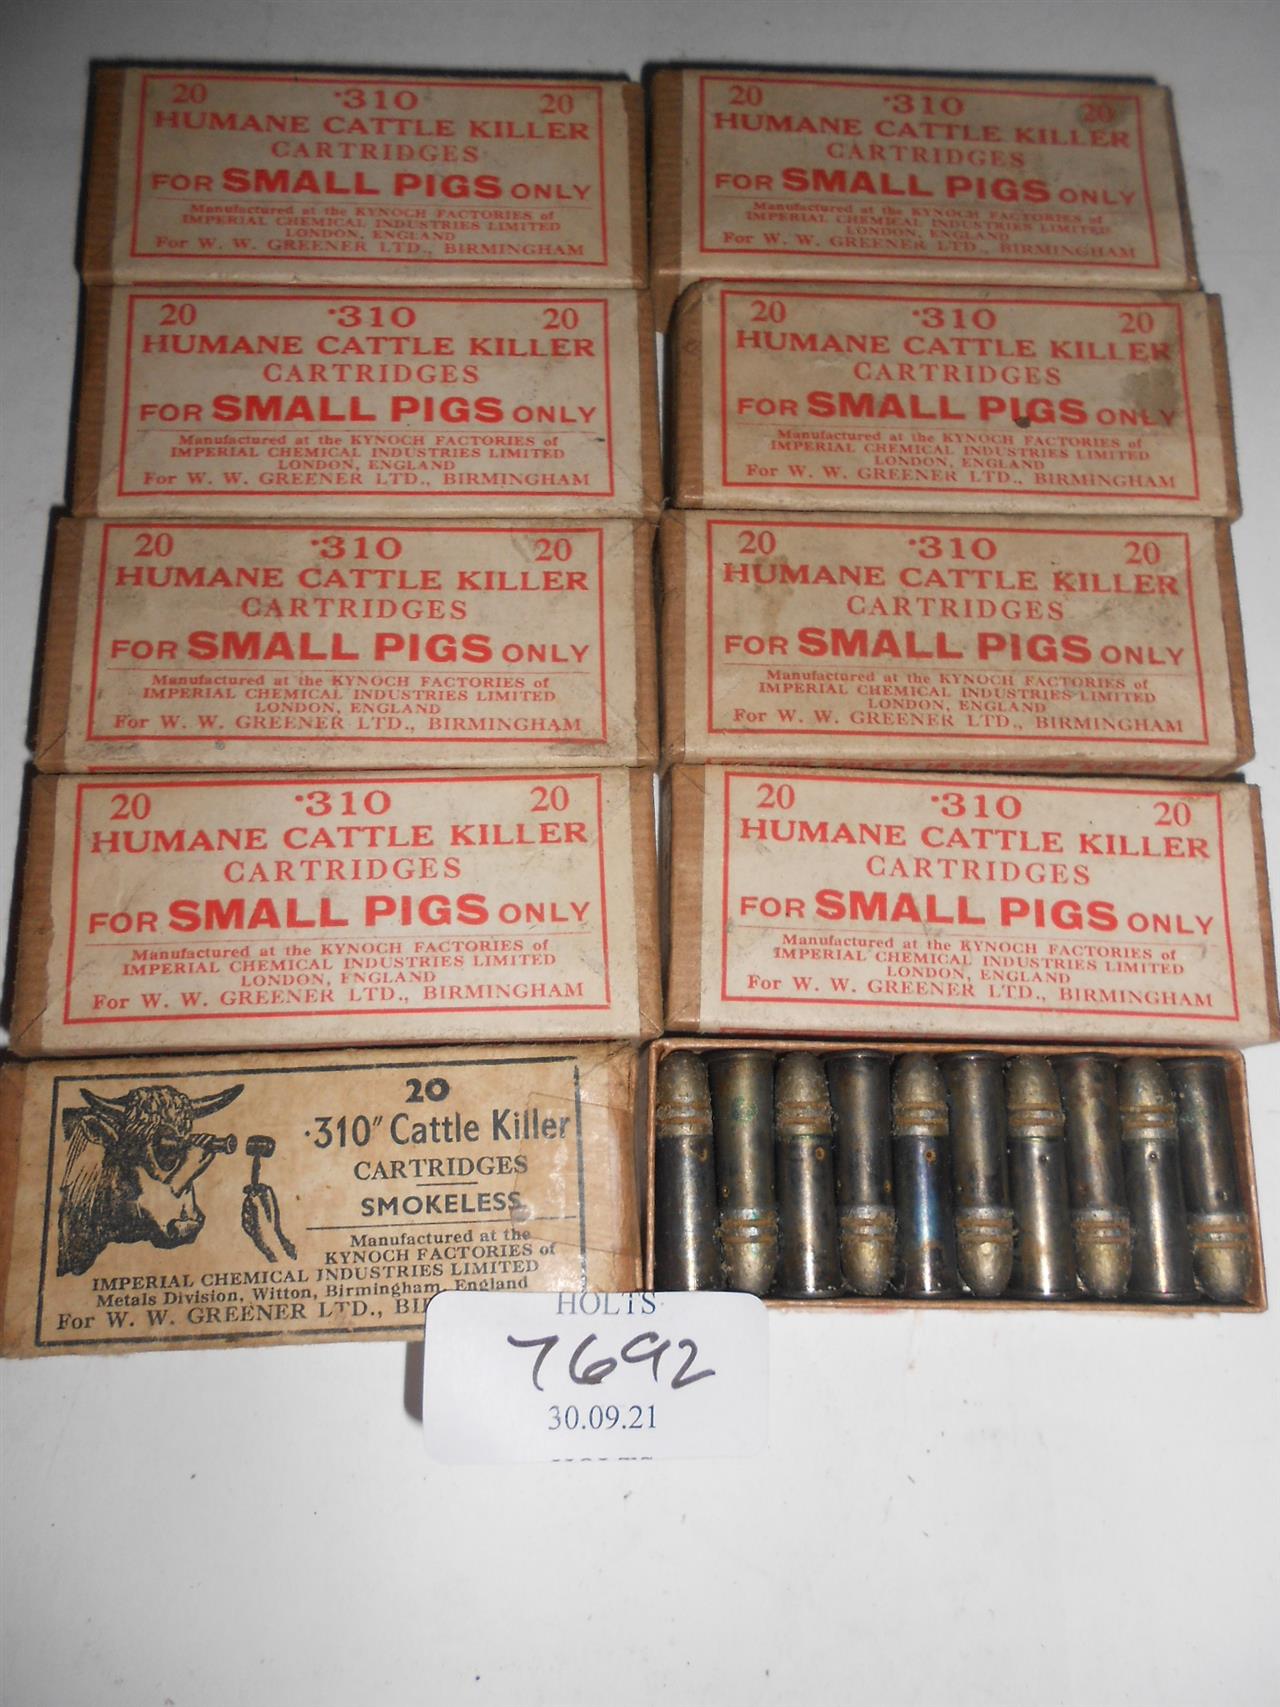 20 .310 20
HUMANE CATTLE KILLER
CARTRIDGES
FOR SMALL PIGS ONLY
Manufactured at the KYNOCH FACTORIES of
IMPERIAL CHEMICAL INDUSTRIES LIMITED
LONDON, ENGLAND
For W. W. GREENER LTD., BIRMINGHAM
20 .310 20
HUMANE CATTLE KILLER
CARTRIDGES
FOR SMALL PIGS ONLY
Manufactured at the KYNOCH FACTORIES of
IMPERIAL CHEMICAL INDUSTRIES LIMITED
LONDON, ENGLAND
For W. W. GREENER LTD., BIRMINGHAM
20 .310 20
HUMANE CATTLE KILLER
CARTRIDGES
FOR SMALL PIGS ONLY
Manufactured at the KYNOCH FACTORIES of
IMPERIAL CHEMICAL INDUSTRIES LIMITED
LONDON, ENGLAND
For W. W. GREENER LTD., BIRMINGHAM
20 .310 20
HUMANE CATTLE KILLER
CARTRIDGES
FOR SMALL PIGS ONLY
Manufactured at the KYNOCH FACTORIES of
IMPERIAL CHEMICAL INDUSTRIES LIMITED
LONDON, ENGLAND
For W. W. GREENER LTD., BIRMINGHAM
20 .310 20
HUMANE CATTLE KILLER
CARTRIDGES
FOR SMALL PIGS ONLY
Manufactured at the KYNOCH FACTORIES of
IMPERIAL CHEMICAL INDUSTRIES LIMITED
LONDON, ENGLAND
For W. W. GREENER LTD., BIRMINGHAM
20 .310 20
HUMANE CATTLE KILLER
CARTRIDGES
FOR SMALL PIGS ONLY
Manufactured at the KYNOCH FACTORIES of
IMPERIAL CHEMICAL INDUSTRIES LIMITED
LONDON, ENGLAND
For W. W. GREENER LTD., BIRMINGHAM
20 .310 20
HUMANE CATTLE KILLER
CARTRIDGES
FOR SMALL PIGS ONLY
Manufactured at the KYNOCH FACTORIES of
IMPERIAL CHEMICAL INDUSTRIES LIMITED
LONDON, ENGLAND
For W. W. GREENER LTD., BIRMINGHAM
20 .310 20
HUMANE CATTLE KILLER
CARTRIDGES
FOR SMALL PIGS ONLY
Manufactured at the KYNOCH FACTORIES of
IMPERIAL CHEMICAL INDUSTRIES LIMITED
LONDON, ENGLAND
For W. W. GREENER LTD., BIRMINGHAM
20
.310" Cattle Killer
CARTRIDGES
SMOKELESS
Manufactured at the
KYNOCH FACTORIES of
IMPERIAL CHEMICAL INDUSTRIES LIMITED
Metals Division, Witton, Birmingham, England
For W. W. GREENER LTD., BI
HOLTS
7692
30.09.21